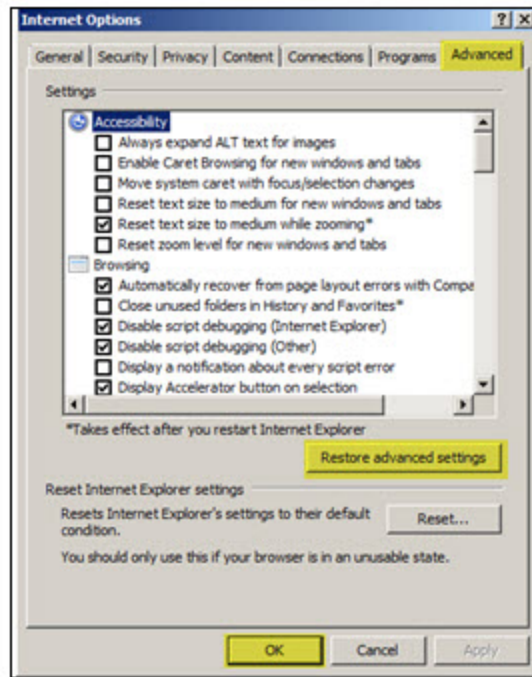 Internet Options
General Security Privacy Content Connections Programs Advanced
Settings
Accessibility
Always expand ALT text for images
Enable Caret Browsing for new windows and tabs
Move system caret with focus/selection changes
Reset text size to medium for new windows and tabs
Reset text size to medium while zooming*
Reset zoom level for new windows and tabs
Browsing
Automatically recover from page layout errors with Compa
Close unused folders in History and Favorites*
Disable script debugging (Internet Explorer)
Disable script debugging (Other)
Display a notification about every script error
Display Accelerator button on selection
*Takes effect after you restart Internet Explorer
Restore advanced settings
Reset Internet Explorer settings
Resets Internet Explorer's settings to their default
condition.
Reset...
You should only use this if your browser is in an unusable state.
OK Cancel Apply